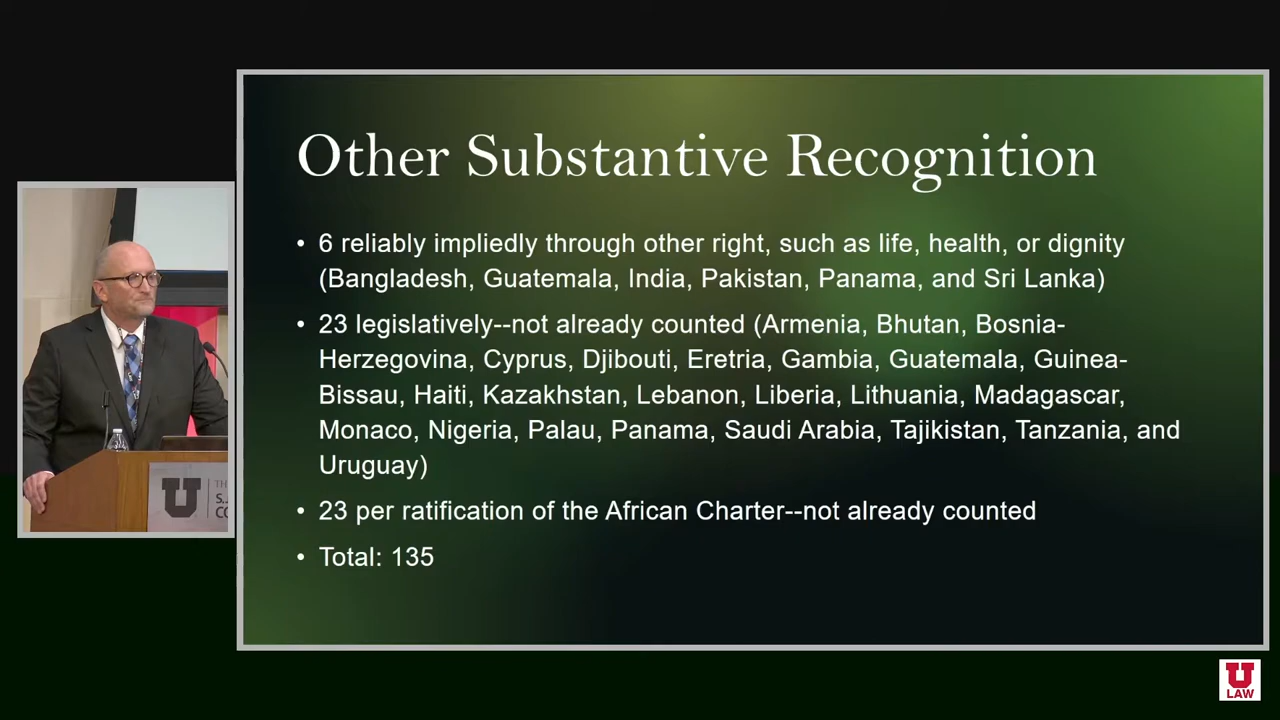 Other Substantive Recognition
• 6 reliably impliedly through other right, such as life, health, or dignity
(Bangladesh, Guatemala, India, Pakistan, Panama, and Sri Lanka)
• 23 legislatively--not already counted (Armenia, Bhutan, Bosnia-
Herzegovina, Cyprus, Djibouti, Eretria, Gambia, Guatemala, Guinea-
Bissau, Haiti, Kazakhstan, Lebanon, Liberia, Lithuania, Madagascar,
Monaco, Nigeria, Palau, Panama, Saudi Arabia, Tajikistan, Tanzania, and
Uruguay)
• 23 per ratification of the African Charter--not already counted
• Total: 135
U
LAW